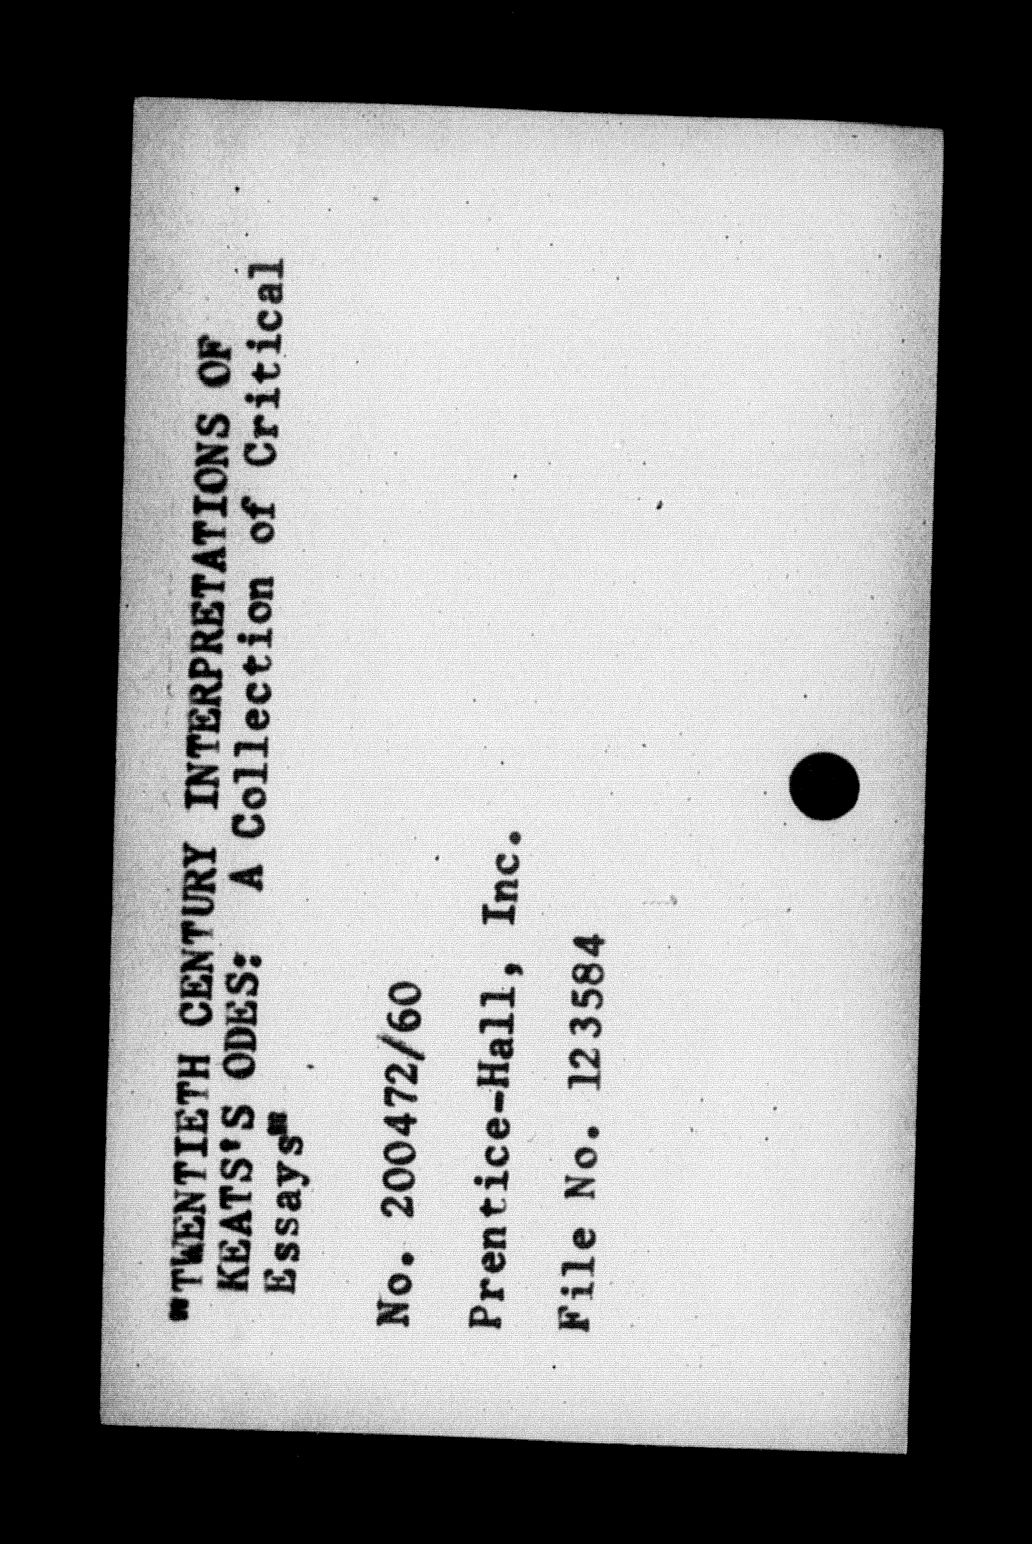 "TWENTIETH CENTURY INTERPRETATIONS OF
KEATS'S ODES: A Collection of Critical
Essays"
No. 200472/60
Prentice-Hall, Inc.
File No. 123584